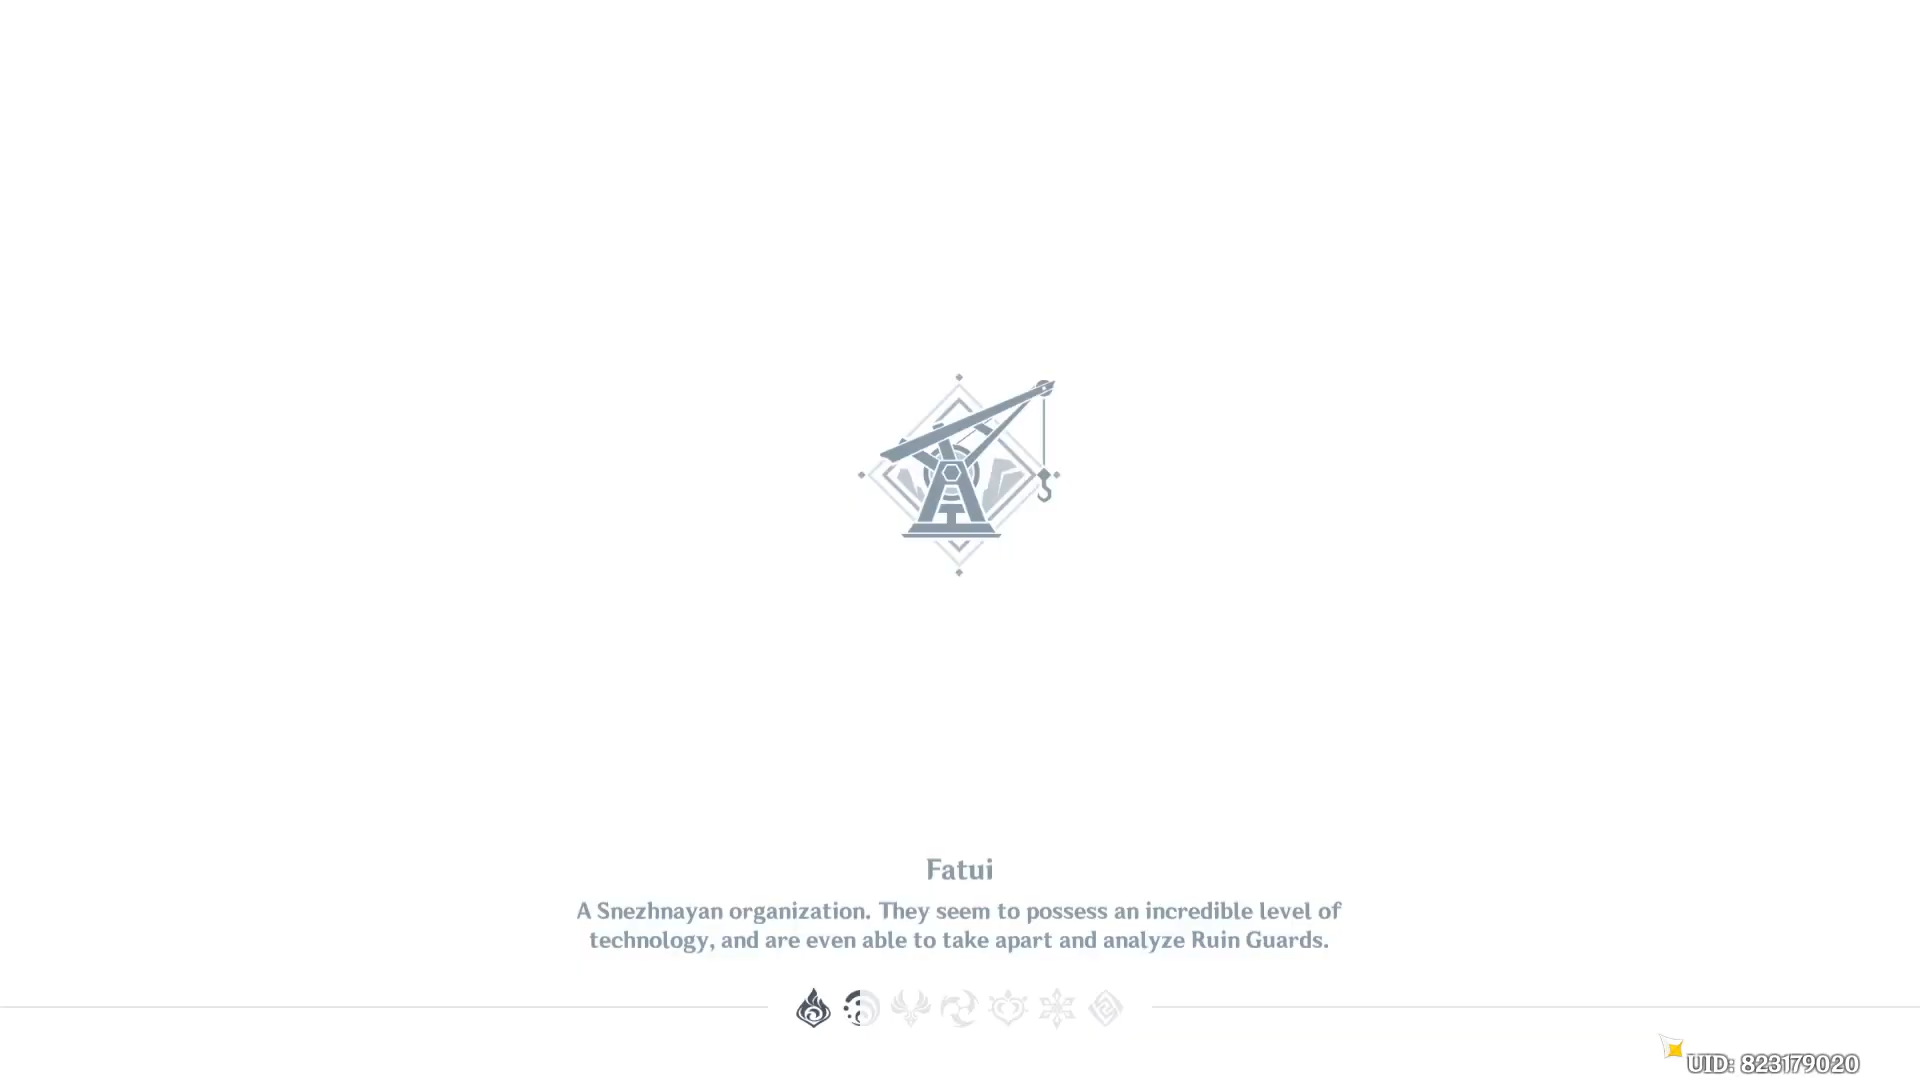 Fatui
A Snezhnayan organization. They seem to possess an incredible level of
technology, and are even able to take apart and analyze Ruin Guards.
UID: 823179020